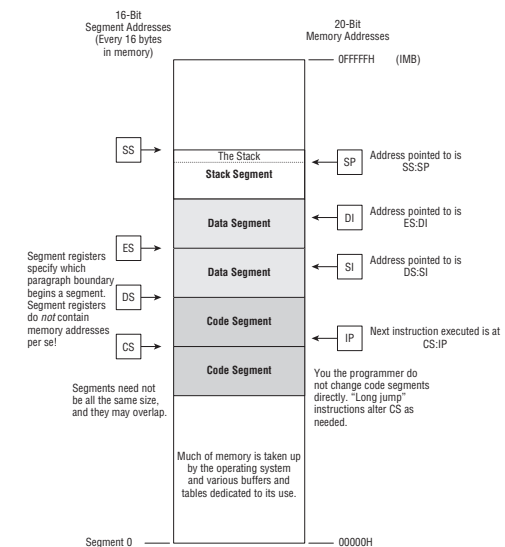 16-Bit
Segment Addresses
(Every 16 bytes
in memory)
20-Bit
Memory Addresses
0FFFFFH (IMB)
SS
The Stack
Stack Segment
SP
Address pointed to is
SS:SP
Data Segment
DI
Address pointed to is
ES:DI
ES
Data Segment
SI
Address pointed to is
DS:SI
Segment registers
specify which
paragraph boundary
begins a segment.
Segment registers
do not contain
memory addresses
per se!
DS
Code Segment
IP
Next instruction executed is at
CS:IP
CS
Code Segment
Segments need not
be all the same size,
and they may overlap.
You the programmer do
not change code segments
directly. “Long jump”
instructions alter CS as
needed.
Much of memory is taken up
by the operating system
and various buffers and
tables dedicated to its use.
Segment 0
00000H